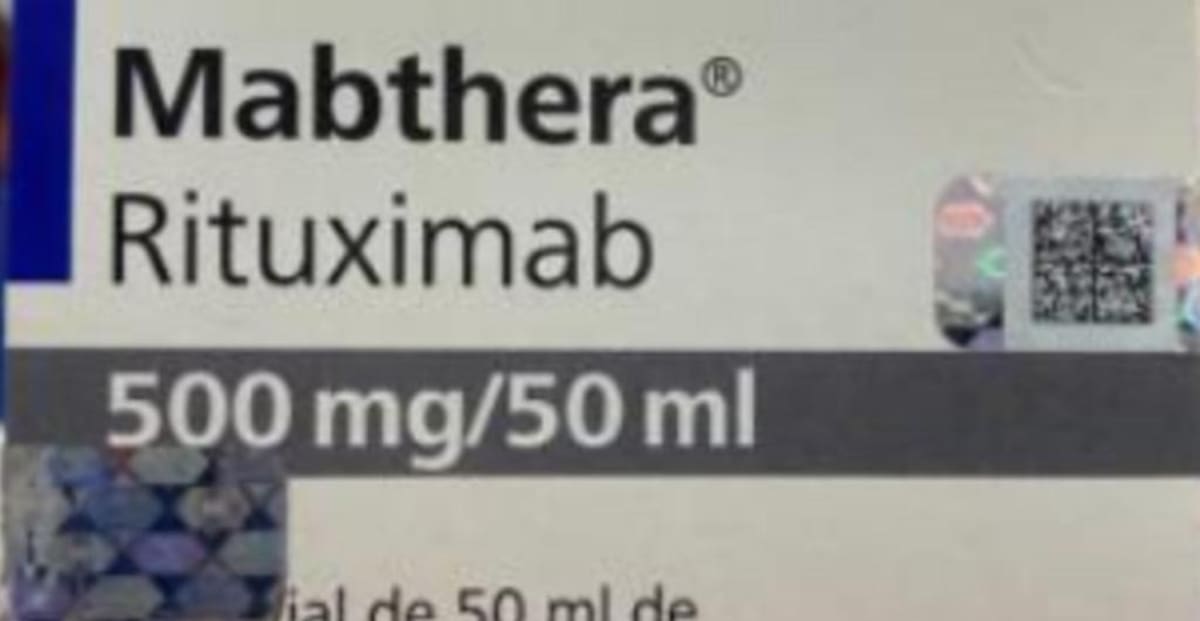 Mabthera®
Rituximab
500 mg/50 ml
de 50 ml de